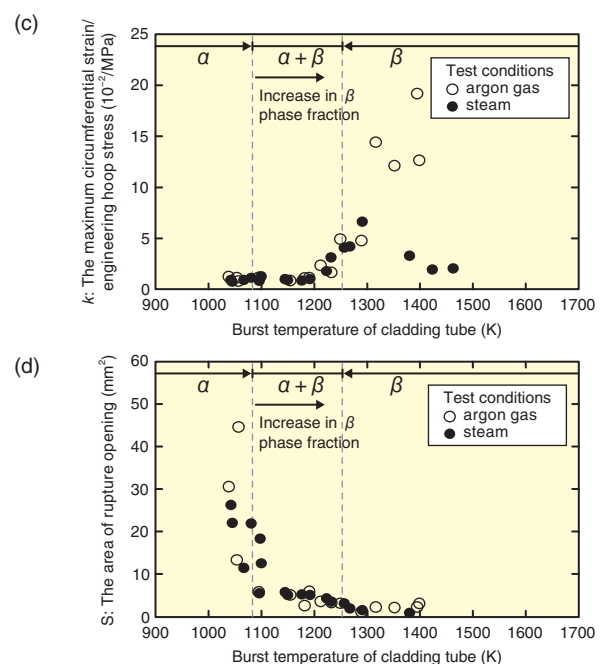 (c)
k: The maximum circumferential strain/
engineering hoop stress (10⁻²/MPa)
25
20
15
10
5
0
α
α + β
β
Increase in β
phase fraction
Test conditions
argon gas
steam
900 1000 1100 1200 1300 1400 1500 1600 1700
Burst temperature of cladding tube (K)
(d)
S: The area of rupture opening (mm²)
60
50
40
30
20
10
0
α
α + β
β
Increase in β
phase fraction
Test conditions
argon gas
steam
900 1000 1100 1200 1300 1400 1500 1600 1700
Burst temperature of cladding tube (K)